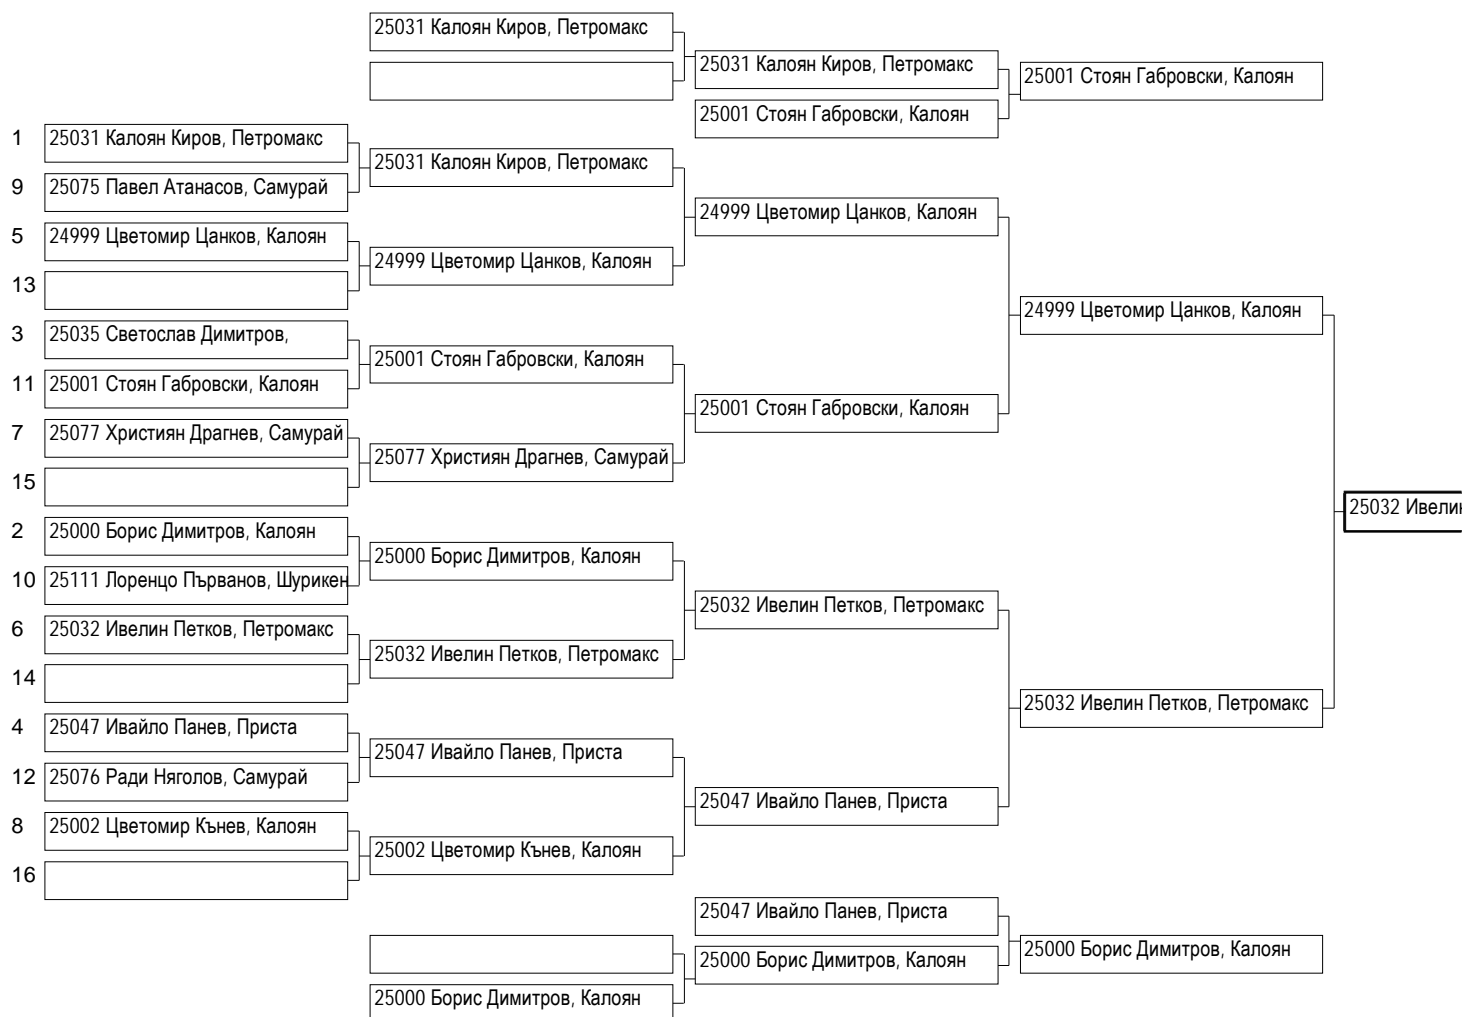 25031 Калоян Киров, Петромакс
25031 Калоян Киров, Петромакс
25001 Стоян Габровски, Калоян
25001 Стоян Габровски, Калоян
1 25031 Калоян Киров, Петромакс
25031 Калоян Киров, Петромакс
9 25075 Павел Атанасов, Самурай
24999 Цветомир Цанков, Калоян
5 24999 Цветомир Цанков, Калоян
24999 Цветомир Цанков, Калоян
13
24999 Цветомир Цанков, Калоян
3 25035 Светослав Димитров,
25001 Стоян Габровски, Калоян
11 25001 Стоян Габровски, Калоян
25001 Стоян Габровски, Калоян
7 25077 Християн Драгнев, Самурай
25077 Християн Драгнев, Самурай
15
25032 Ивелин
2 25000 Борис Димитров, Калоян
25000 Борис Димитров, Калоян
10 25111 Лоренцо Първанов, Шурикен
25032 Ивелин Петков, Петромакс
6 25032 Ивелин Петков, Петромакс
25032 Ивелин Петков, Петромакс
14
25032 Ивелин Петков, Петромакс
4 25047 Ивайло Панев, Приста
25047 Ивайло Панев, Приста
12 25076 Ради Няголов, Самурай
25047 Ивайло Панев, Приста
8 25002 Цветомир Кънев, Калоян
25002 Цветомир Кънев, Калоян
16
25047 Ивайло Панев, Приста
25000 Борис Димитров, Калоян
25000 Борис Димитров, Калоян
25000 Борис Димитров, Калоян